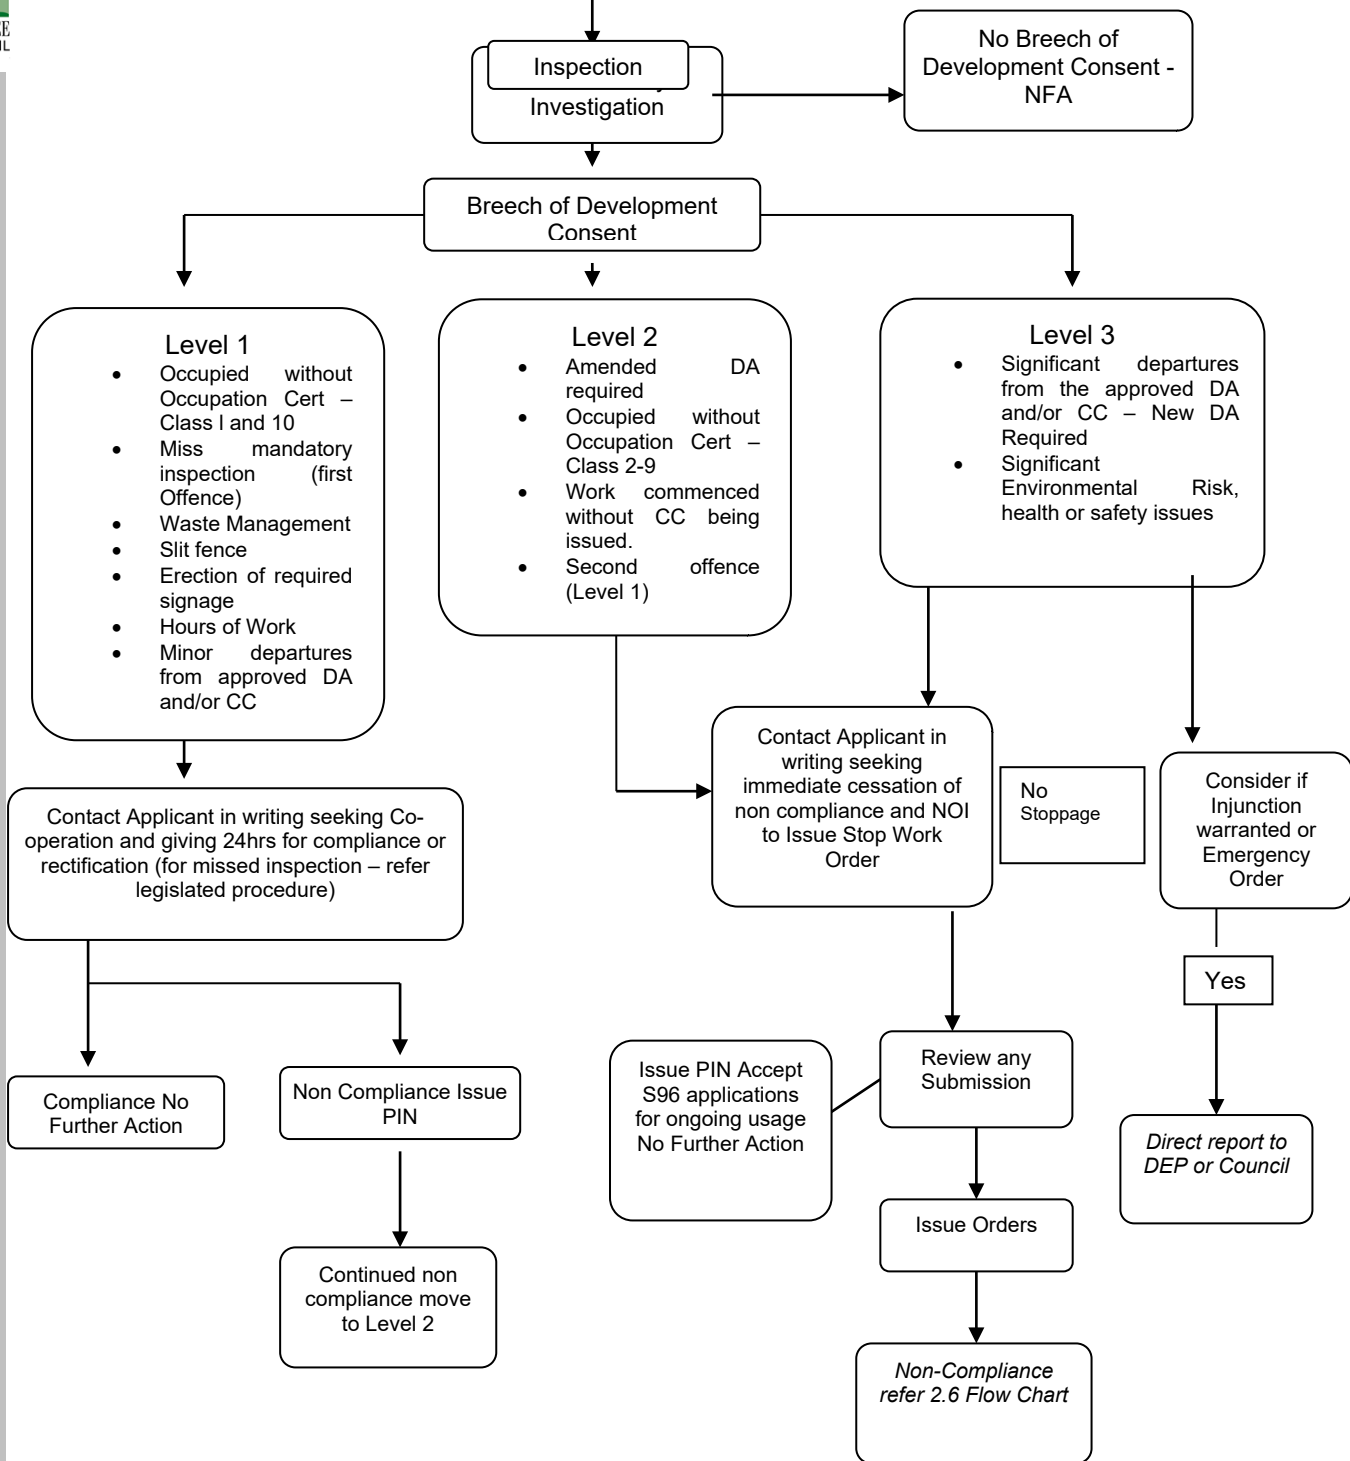 Inspection
Investigation
No Breech of
Development Consent -
NFA
Breech of Development
Consent
Level 1
• Occupied without
Occupation Cert –
Class I and 10
• Miss mandatory
inspection (first
Offence)
• Waste Management
• Slit fence
• Erection of required
signage
• Hours of Work
• Minor departures
from approved DA
and/or CC
Level 2
• Amended DA
required
• Occupied without
Occupation Cert –
Class 2-9
• Work commenced
without CC being
issued.
• Second offence
(Level 1)
Level 3
• Significant departures
from the approved DA
and/or CC – New DA
Required
• Significant
Environmental Risk,
health or safety issues
Contact Applicant in writing seeking Co-
operation and giving 24hrs for compliance or
rectification (for missed inspection – refer
legislated procedure)
Contact Applicant in
writing seeking
immediate cessation of
non compliance and NOI
to Issue Stop Work
Order
No
Stoppage
Consider if
Injunction
warranted or
Emergency
Order
Yes
Compliance No
Further Action
Non Compliance Issue
PIN
Issue PIN Accept
S96 applications
for ongoing usage
No Further Action
Review any
Submission
Direct report to
DEP or Council
Issue Orders
Continued non
compliance move
to Level 2
Non-Compliance
refer 2.6 Flow Chart